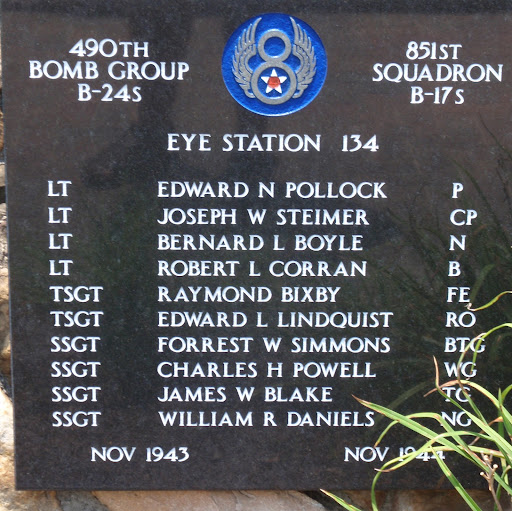 490TH BOMB GROUP B-24S
851ST SQUADRON B-17S
EYE STATION 134
LT EDWARD N POLLOCK P
LT JOSEPH W STEIMER CP
LT BERNARD L BOYLE N
LT ROBERT L CORRAN B
TSGT RAYMOND BIXBY FE
TSGT EDWARD L LINDQUIST RO
SSGT FORREST W SIMMONS BTG
SSGT CHARLES H POWELL WG
SSGT JAMES W BLAKE TG
SSGT WILLIAM R DANIELS NG
NOV 1943 NOV 1944